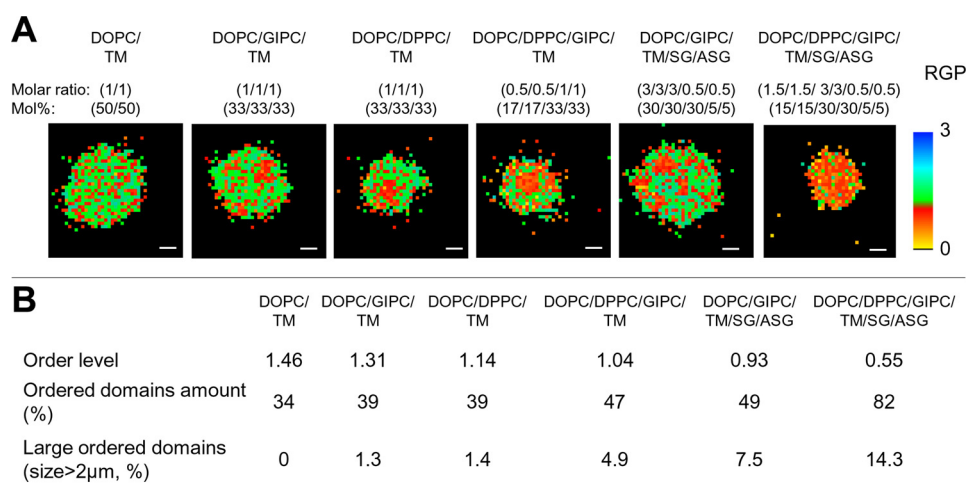 A
DOPC/ DOPC/GIPC/ DOPC/DPPC/ DOPC/DPPC/GIPC/ DOPC/GIPC/ DOPC/DPPC/GIPC/
TM TM TM TM TM/SG/ASG TM/SG/ASG
RGP
Molar ratio: (1/1) (1/1/1) (1/1/1) (0.5/0.5/1/1) (3/3/3/0.5/0.5) (1.5/1.5/ 3/3/0.5/0.5)
Mol%: (50/50) (33/33/33) (33/33/33) (17/17/33/33) (30/30/30/5/5) (15/15/30/30/5/5)
3
0
B
DOPC/ DOPC/GIPC/ DOPC/DPPC/ DOPC/DPPC/GIPC/ DOPC/GIPC/ DOPC/DPPC/GIPC/
TM TM TM TM TM/SG/ASG TM/SG/ASG
Order level 1.46 1.31 1.14 1.04 0.93 0.55
Ordered domains amount
(%) 34 39 39 47 49 82
Large ordered domains
(size>2µm, %) 0 1.3 1.4 4.9 7.5 14.3